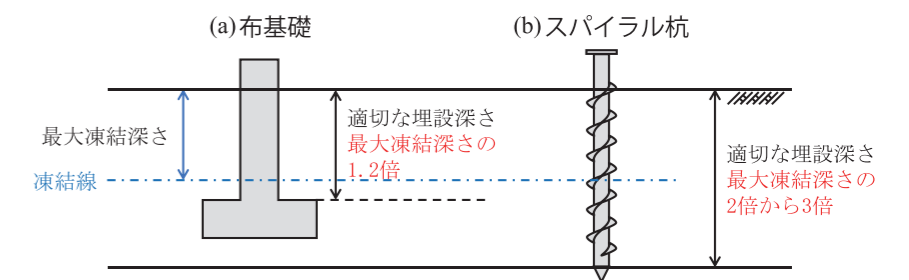 (a)布基礎
(b)スパイラル杭
最大凍結深さ
凍結線
適切な埋設深さ
最大凍結深さの
1.2倍
適切な埋設深さ
最大凍結深さの
2倍から3倍